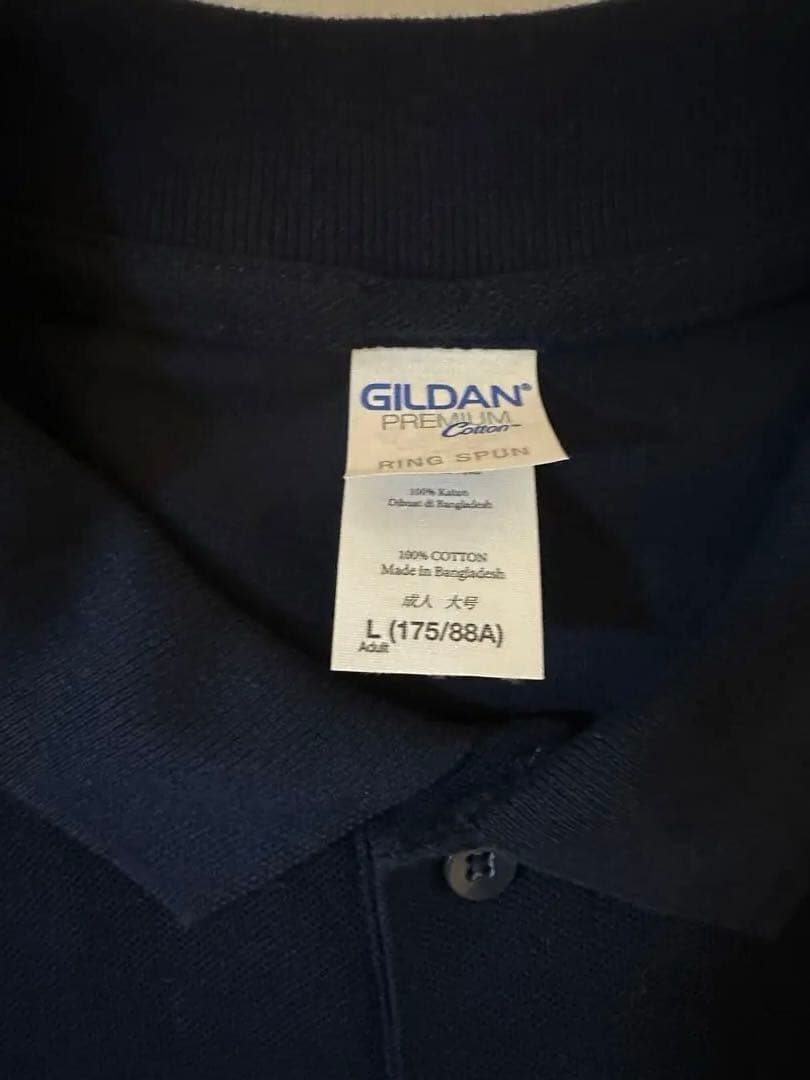 GILDAN®
PREMIUM
Cotton™
RING SPUN
100% Katun
Dibuat di Bangladesh
100% COTTON
Made in Bangladesh
成人 大号
L (175/88A)
Adult